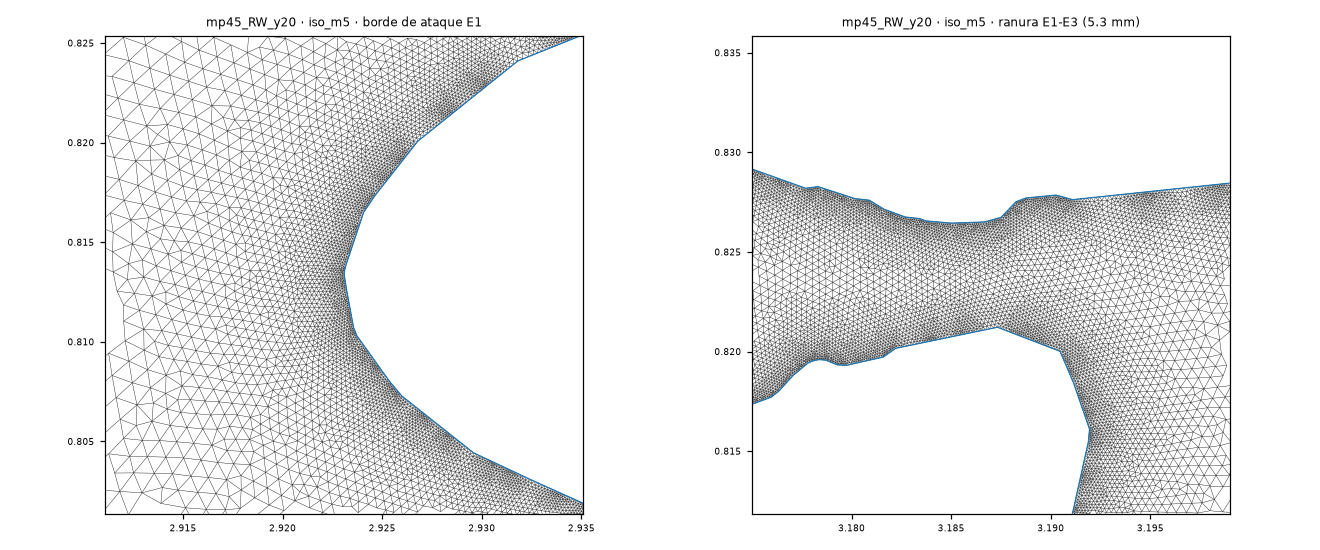 mp45_RW_y20 · iso_m5 · borde de ataque E1
0.825
0.820
0.815
0.810
0.805
2.915 2.920 2.925 2.930 2.935
mp45_RW_y20 · iso_m5 · ranura E1-E3 (5.3 mm)
0.835
0.830
0.825
0.820
0.815
3.180 3.185 3.190 3.195